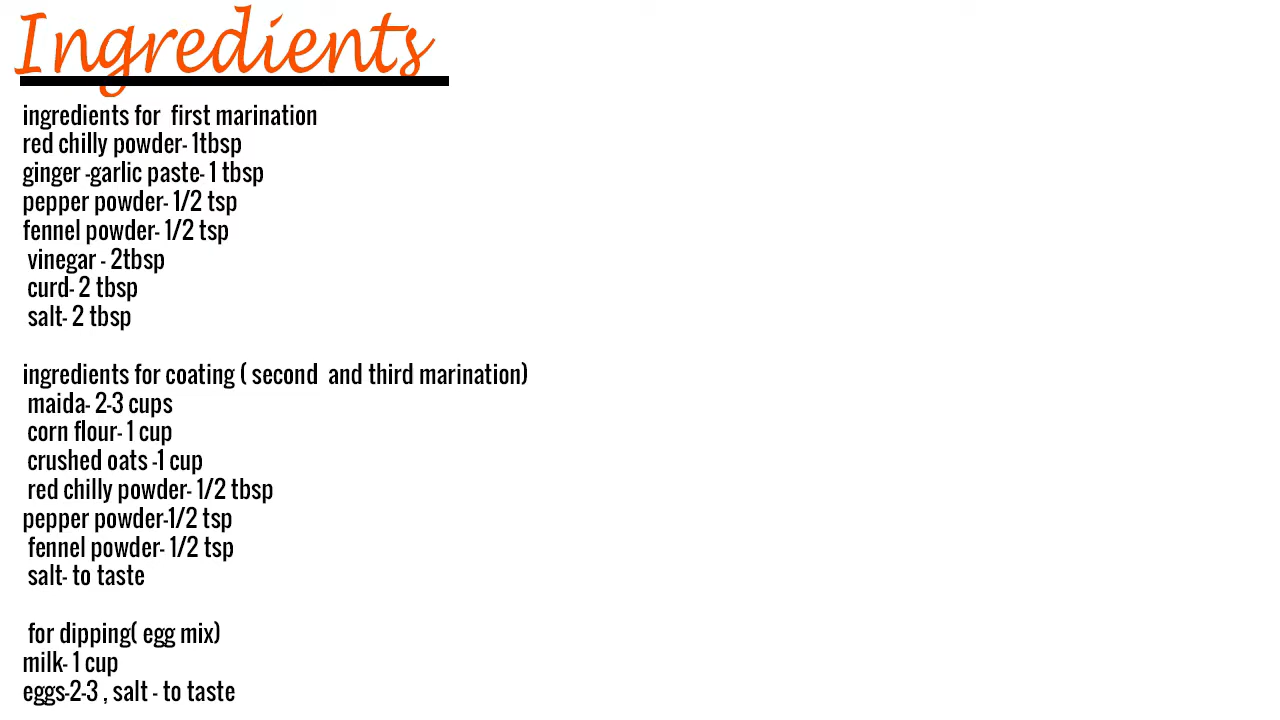 Ingredients
ingredients for  first marination
red chilly powder- 1tbsp
ginger -garlic paste- 1 tbsp
pepper powder- 1/2 tsp
fennel powder- 1/2 tsp
vinegar - 2tbsp
curd- 2 tbsp
salt- 2 tbsp
ingredients for coating ( second  and third marination)
maida- 2-3 cups
corn flour- 1 cup
crushed oats -1 cup
red chilly powder- 1/2 tbsp
pepper powder-1/2 tsp
fennel powder- 1/2 tsp
salt- to taste
for dipping( egg mix)
milk- 1 cup
eggs-2-3 , salt - to taste